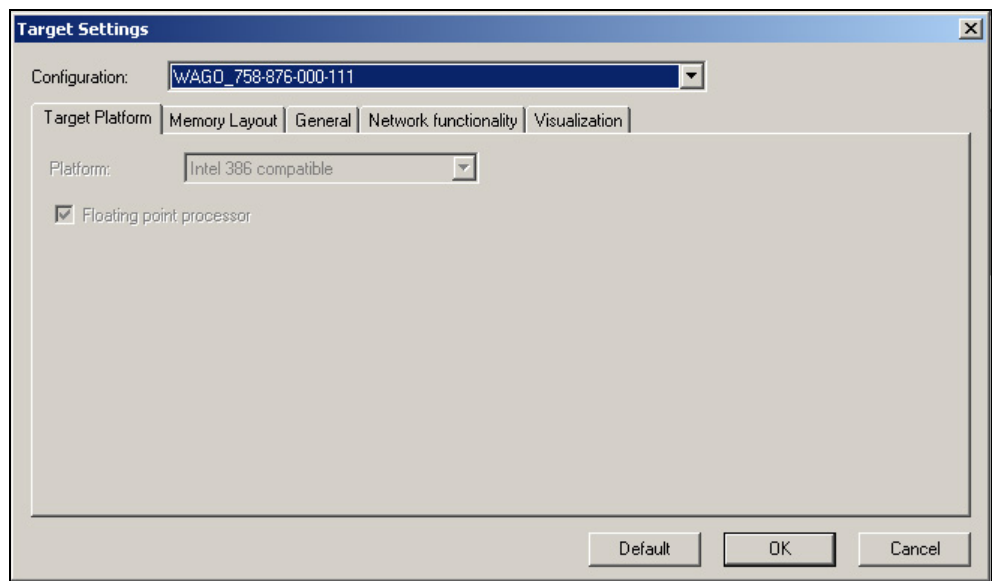 Target Settings
Configuration: WAGO_758-876-000-111
Target Platform Memory Layout General Network functionality Visualization
Platform: Intel 386 compatible
Floating point processor
Default OK Cancel